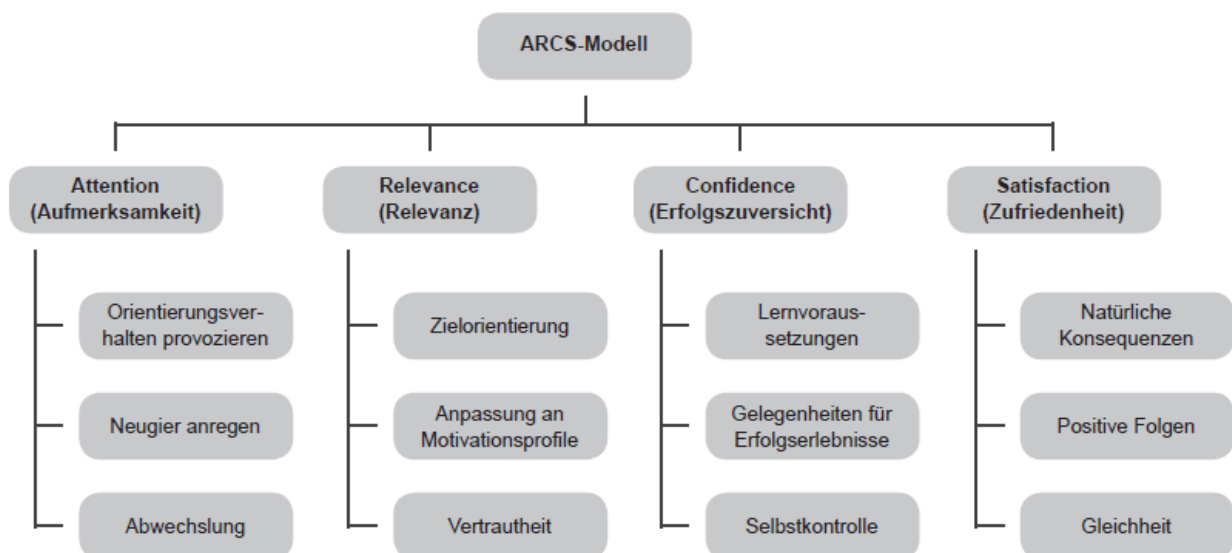 ARCS-Modell
Attention
(Aufmerksamkeit)
Relevance
(Relevanz)
Confidence
(Erfolgszuversicht)
Satisfaction
(Zufriedenheit)
Orientierungsver-
halten provozieren
Zielorientierung
Lernvoraus-
setzungen
Natürliche
Konsequenzen
Neugier anregen
Anpassung an
Motivationsprofile
Gelegenheiten für
Erfolgserlebnisse
Positive Folgen
Abwechslung
Vertrautheit
Selbstkontrolle
Gleichheit